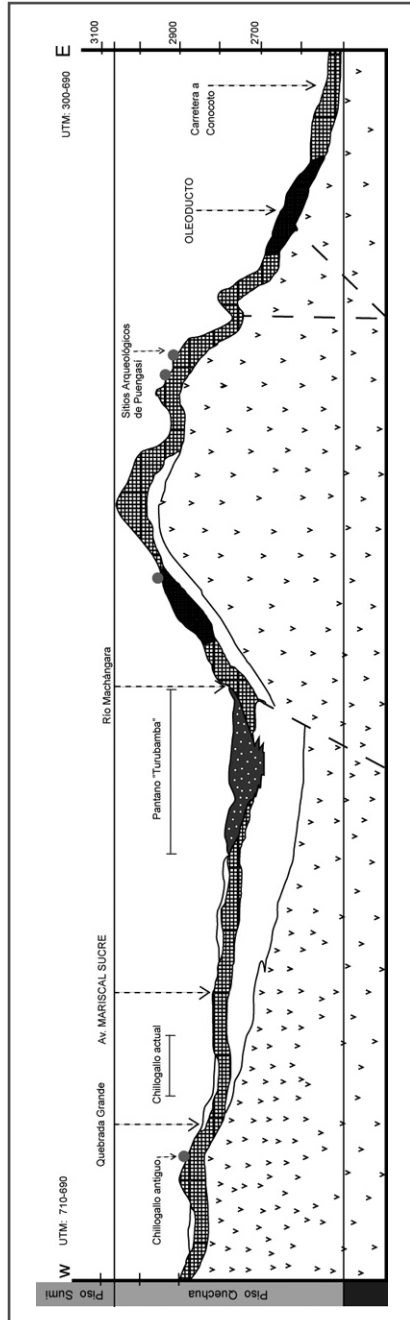 W
UTM: 710-690
UTM: 300-690
E
Piso Sumi
Piso Quechua
3100
2900
2700
Chillogallo antiguo
Quebrada Grande
Chillogallo actual
Av. MARISCAL SUCRE
Pantano "Turubamba"
Río Machángara
Sitios Arqueológicos
de Puengasí
OLEODUCTO
Carretera a
Conocoto